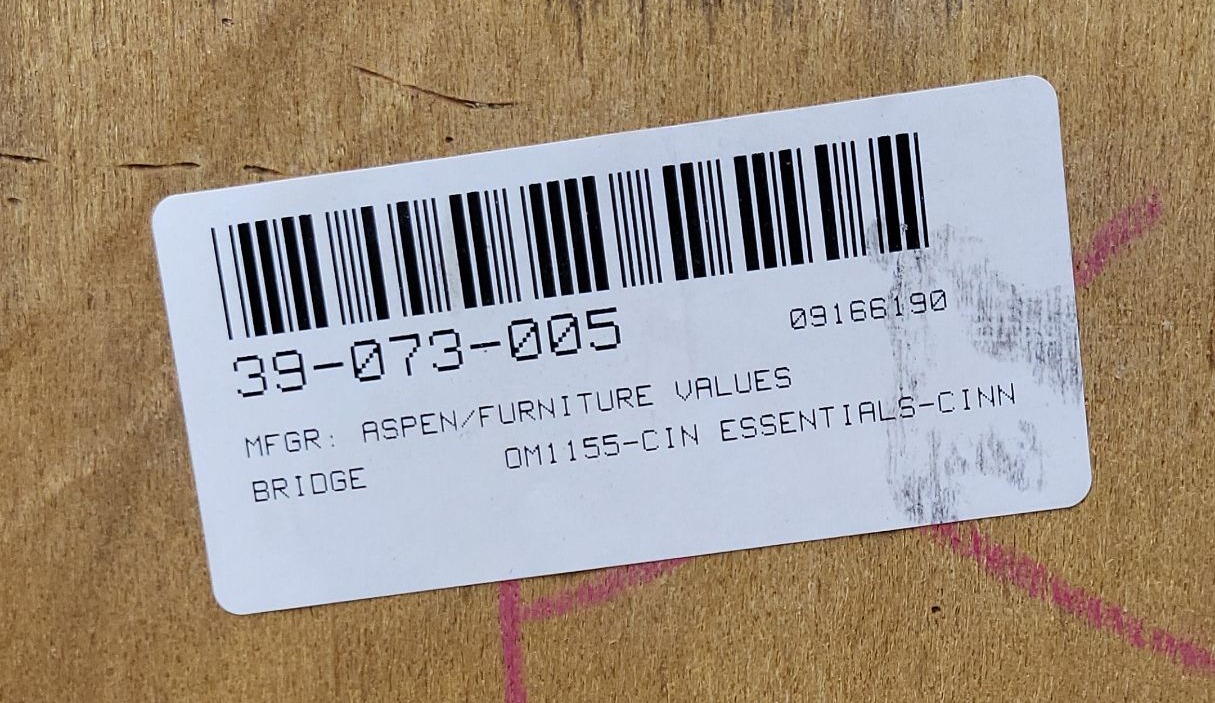 39-073-005 09166190
MFGR: ASPEN/FURNITURE VALUES
BRIDGE OM1155-CIN ESSENTIALS-CINN